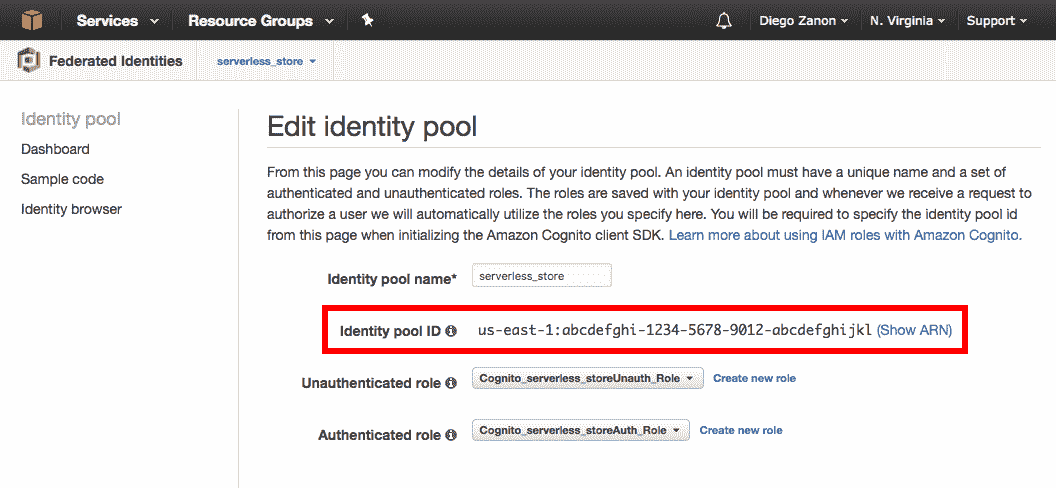 Services Resource Groups Diego Zanon N. Virginia Support
Federated Identities serverless_store
Identity pool
Dashboard
Sample code
Identity browser
Edit identity pool
From this page you can modify the details of your identity pool. An identity pool must have a unique name and a set of
authenticated and unauthenticated roles. The roles are saved with your identity pool and whenever we receive a request to
authorize a user we will automatically utilize the roles you specify here. You will be required to specify the identity pool id
from this page when initializing the Amazon Cognito client SDK. Learn more about using IAM roles with Amazon Cognito.
Identity pool name* serverless_store
Identity pool ID us-east-1:abcdefghi-1234-5678-9012-abcdefghijkl (Show ARN)
Unauthenticated role Cognito_serverless_storeUnauth_Role Create new role
Authenticated role Cognito_serverless_storeAuth_Role Create new role